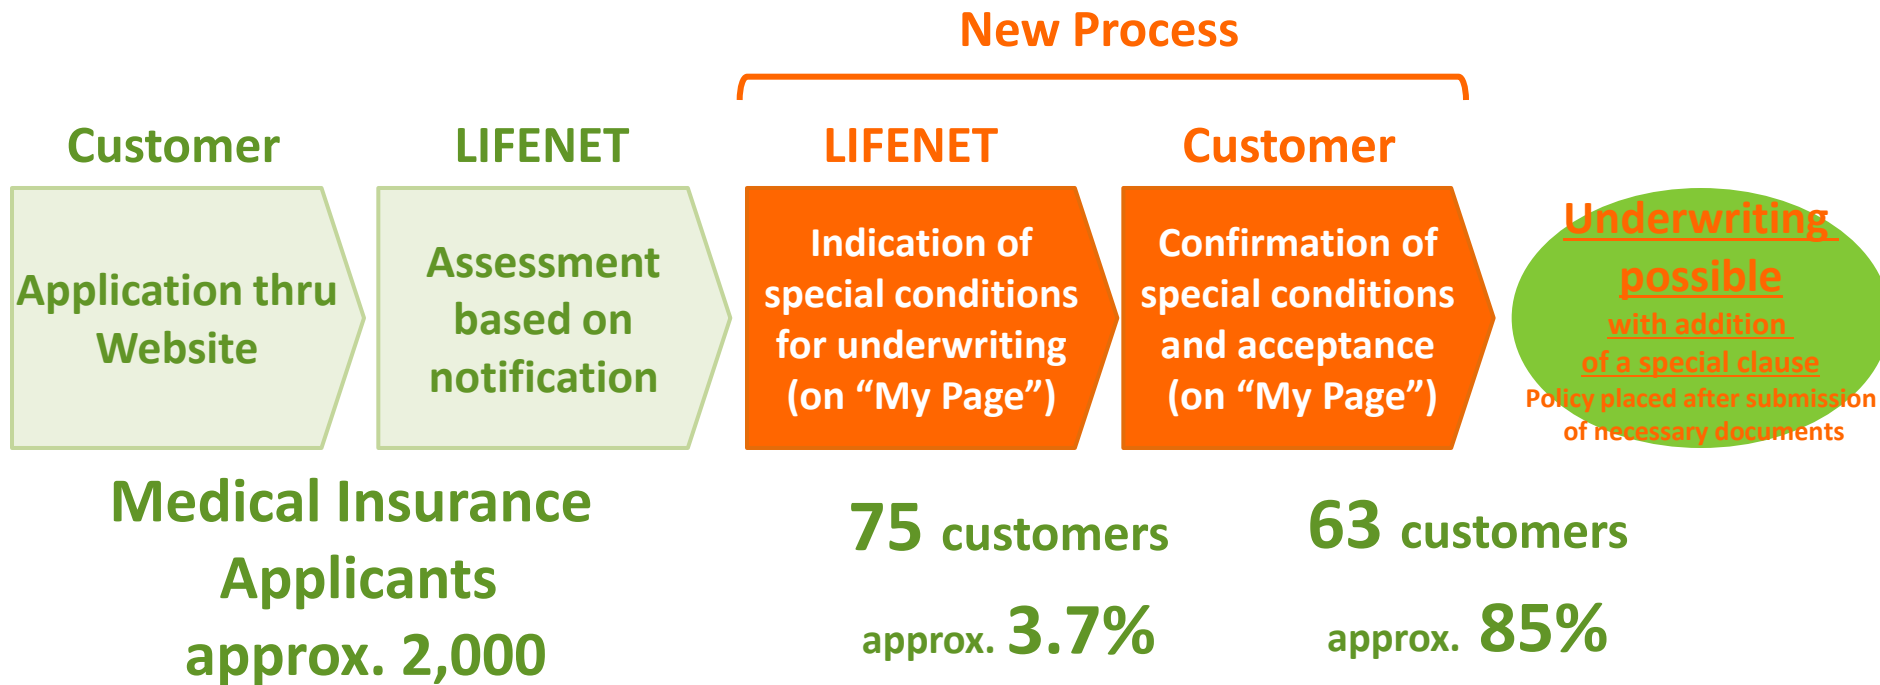 New Process
Customer
LIFENET
LIFENET
Customer
Application thru
Website
Assessment
based on
notification
Indication of
special conditions
for underwriting
(on “My Page”)
Confirmation of
special conditions
and acceptance
(on “My Page”)
Underwriting
possible
with addition
of a special clause
Policy placed after submission
of necessary documents
Medical Insurance
Applicants
approx. 2,000
75 customers
approx. 3.7%
63 customers
approx. 85%